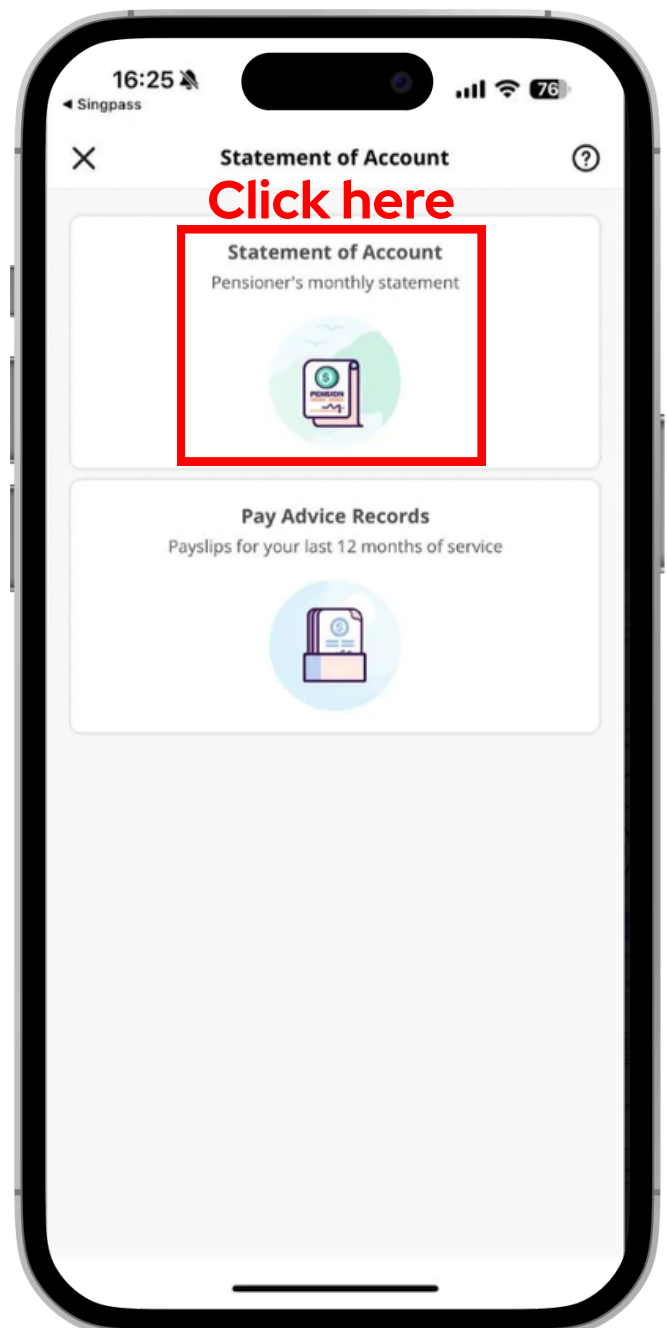 16:25
76
◀ Singpass
Statement of Account
Click here
Statement of Account
Pensioner's monthly statement
$
PENSION
Pay Advice Records
Payslips for your last 12 months of service
$